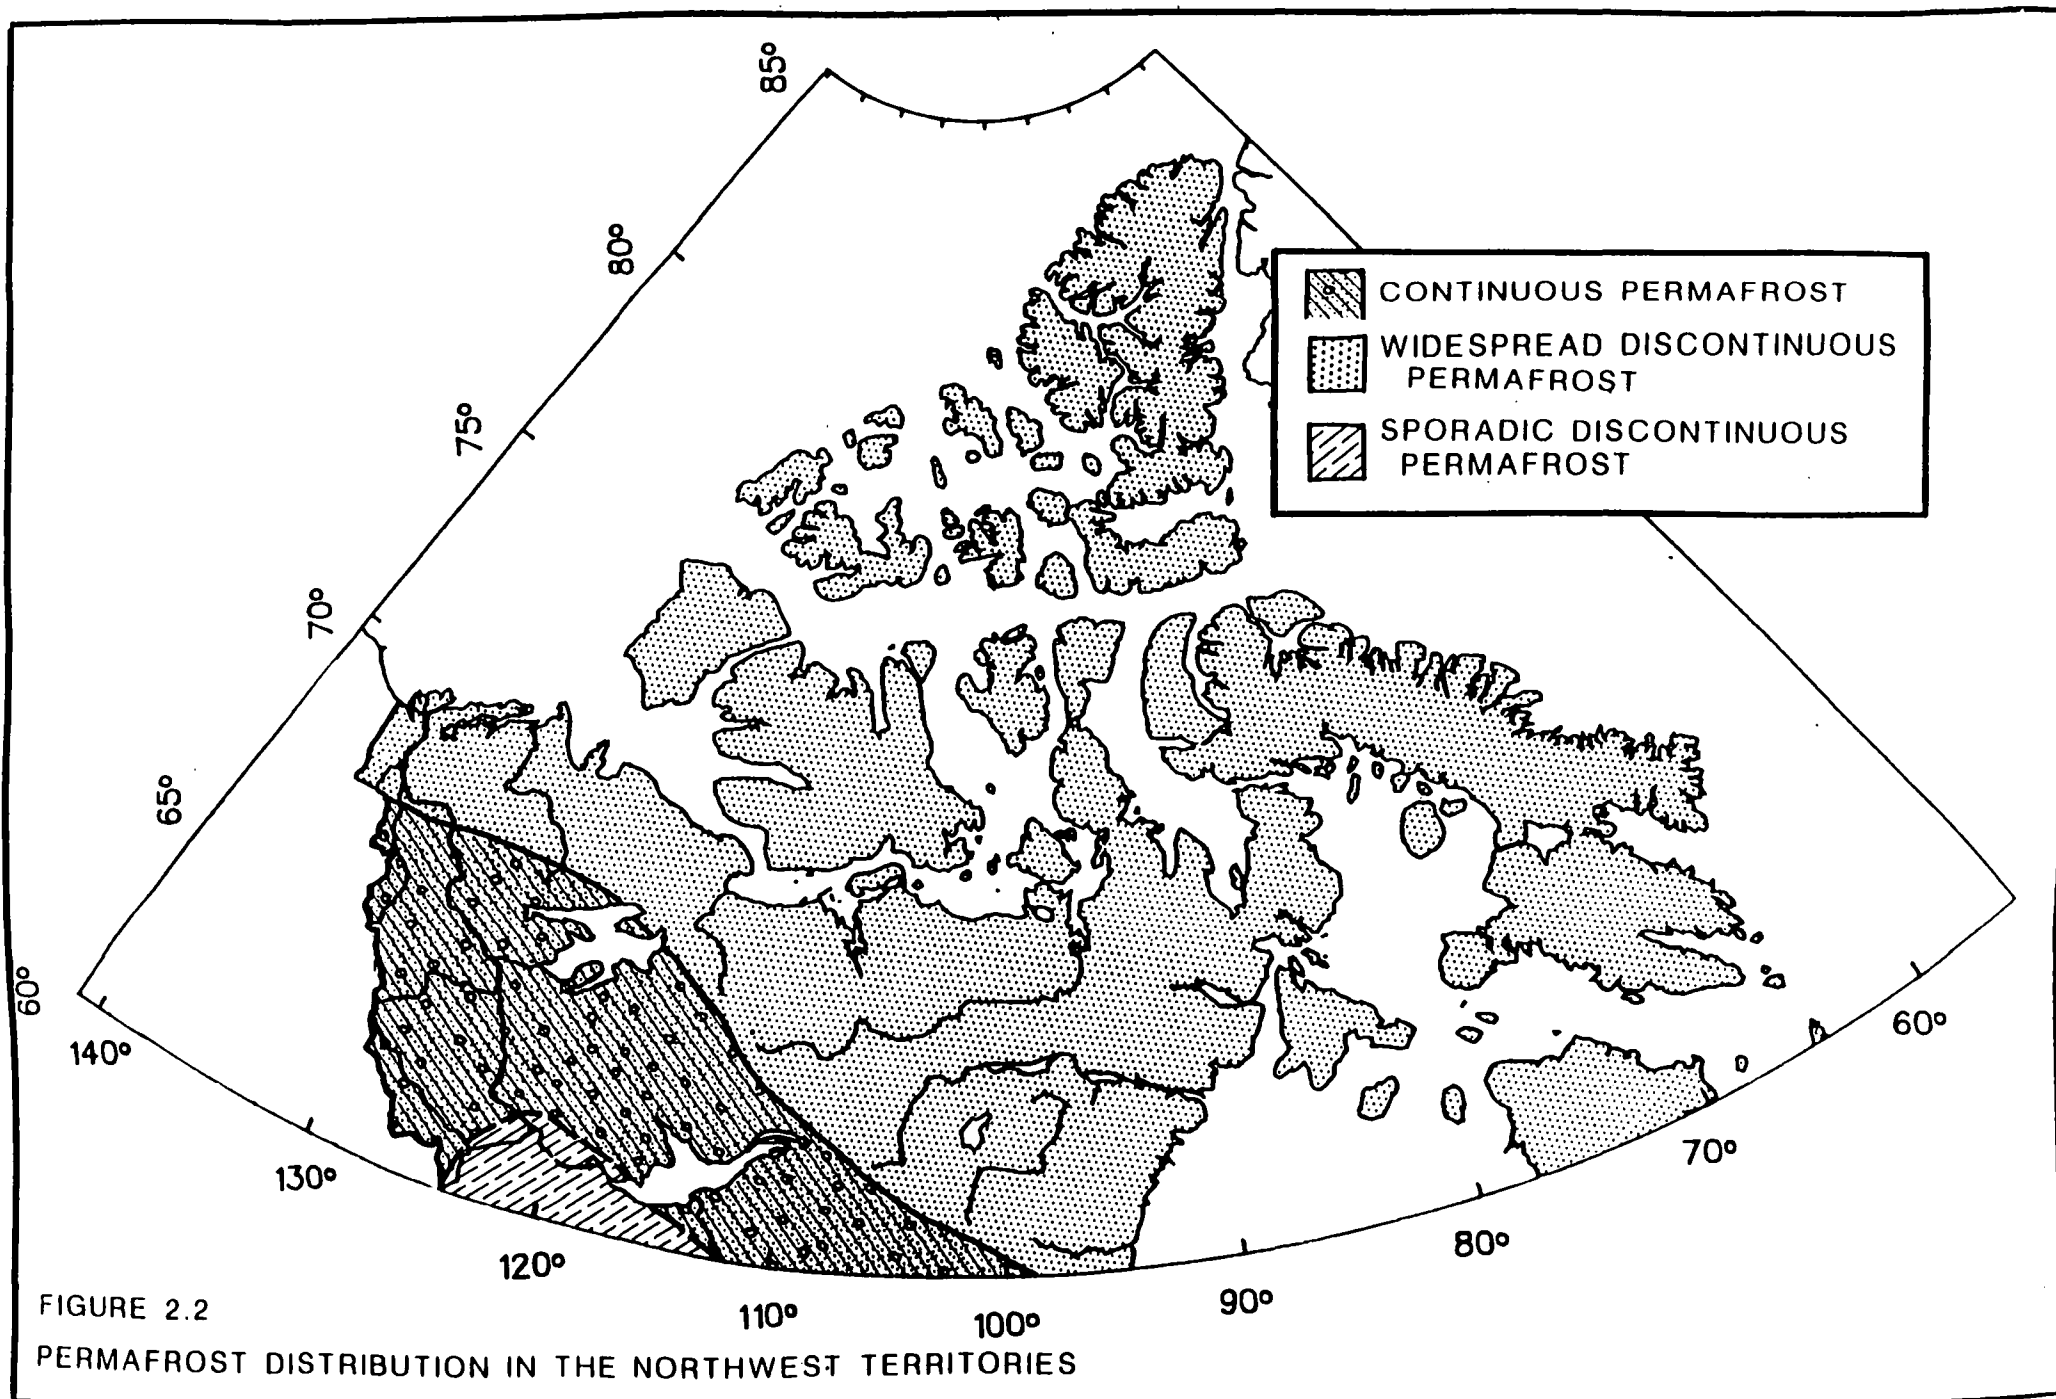 85°
80°
75°
70°
65°
60°
CONTINUOUS PERMAFROST
WIDESPREAD DISCONTINUOUS
PERMAFROST
SPORADIC DISCONTINUOUS
PERMAFROST
140°
130°
120°
110°
100°
90°
80°
70°
60°
FIGURE 2.2
PERMAFROST DISTRIBUTION IN THE NORTHWEST TERRITORIES